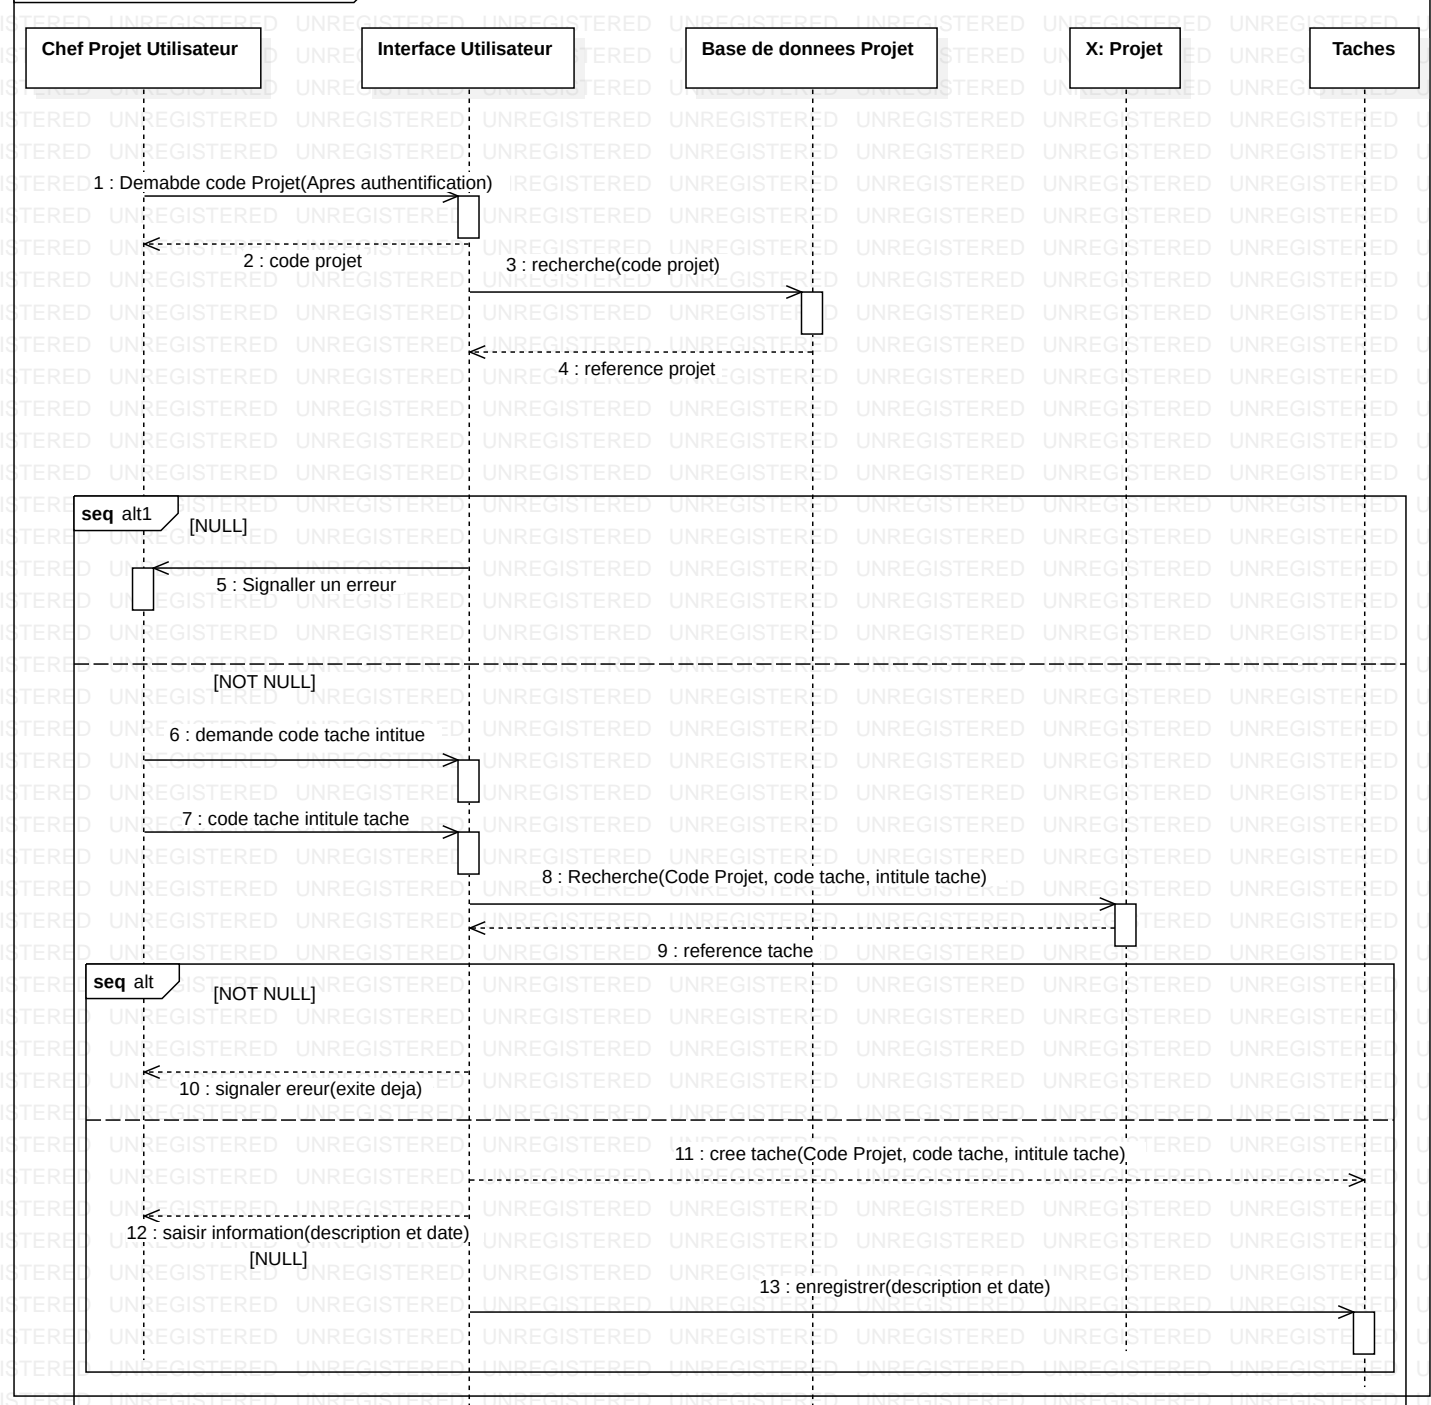 Chef Projet Utilisateur
Interface Utilisateur
Base de donnees Projet
X: Projet
Taches
1 : Demabde code Projet(Apres authentification)
2 : code projet
3 : recherche(code projet)
4 : reference projet
seq alt1
[NULL]
5 : Signaller un erreur
[NOT NULL]
6 : demande code tache intitue
7 : code tache intitule tache
8 : Recherche(Code Projet, code tache, intitule tache)
9 : reference tache
seq alt
[NOT NULL]
10 : signaler ereur(exite deja)
11 : cree tache(Code Projet, code tache, intitule tache)
12 : saisir information(description et date)
[NULL]
13 : enregistrer(description et date)
UNREGISTERED